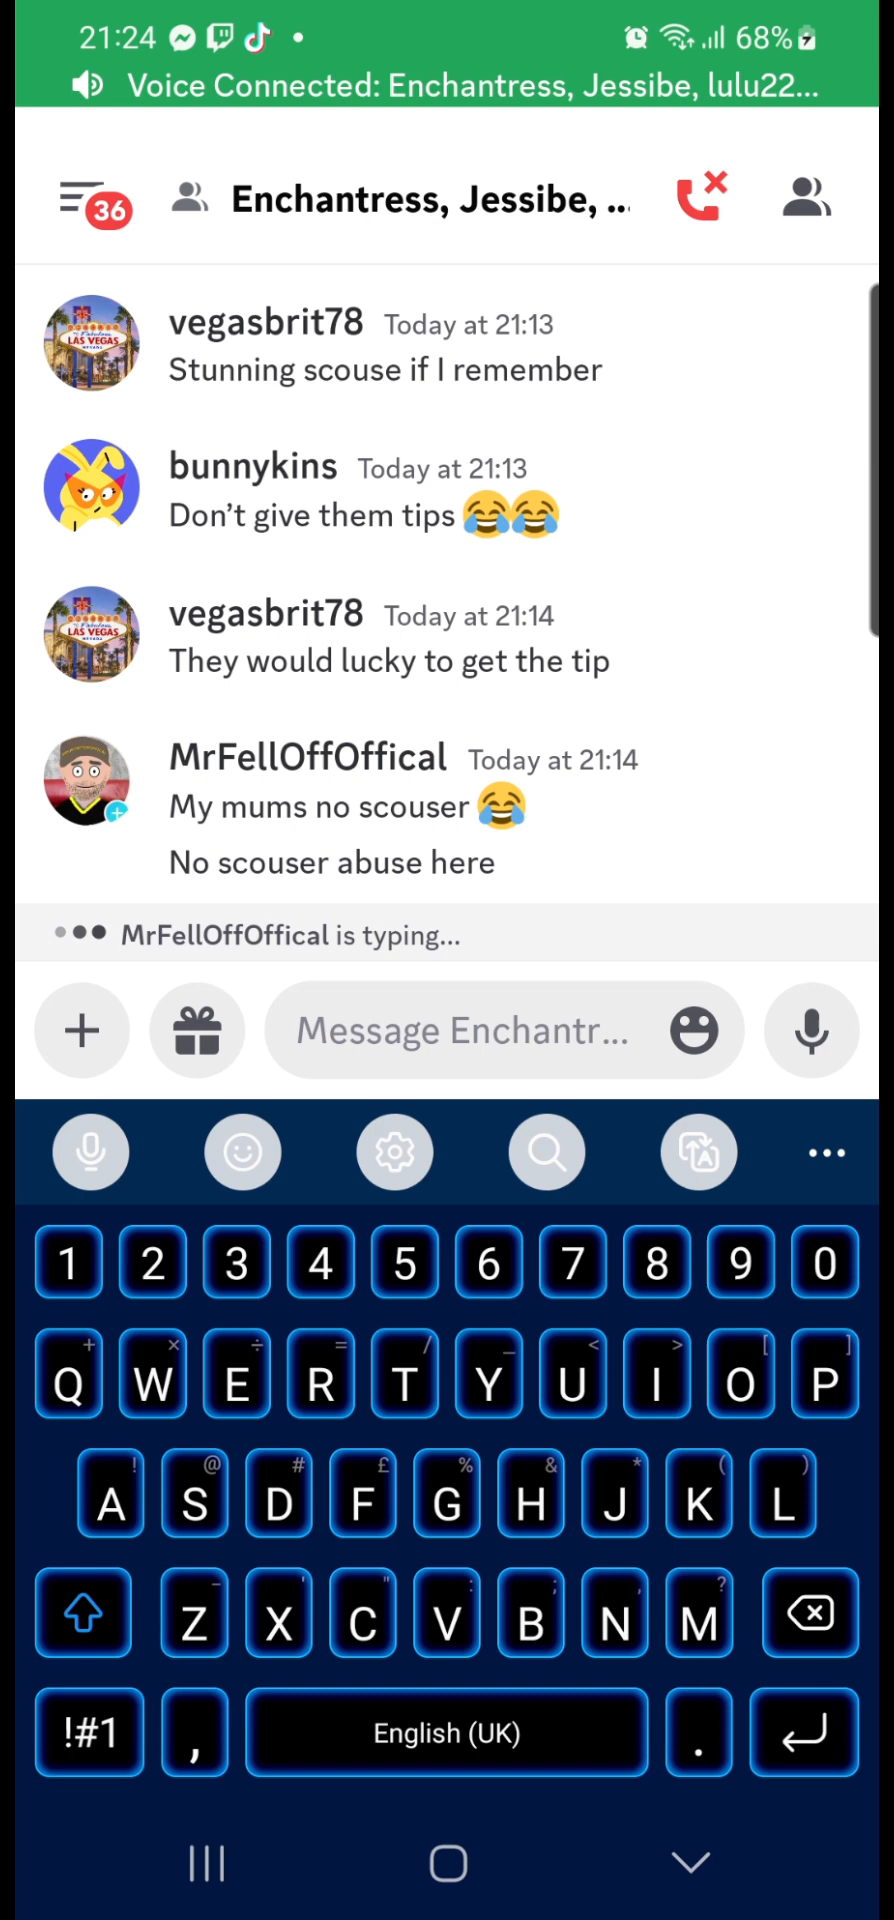 21:24 68%
Voice Connected: Enchantress, Jessibe, lulu22...
36 Enchantress, Jessibe, ...
vegasbrit78 Today at 21:13
Stunning scouse if I remember
bunnykins Today at 21:13
Don't give them tips 😂😂
vegasbrit78 Today at 21:14
They would lucky to get the tip
MrFellOffOffical Today at 21:14
My mums no scouser 😂
No scouser abuse here
MrFellOffOffical is typing...
Message Enchantr...
1 2 3 4 5 6 7 8 9 0
+ × ÷ = / _ < > [ ]
Q W E R T Y U I O P
! @ # £ % & * ( )
A S D F G H J K L
- ' " : ; , ?
Z X C V B N M
!#1 , English (UK) .